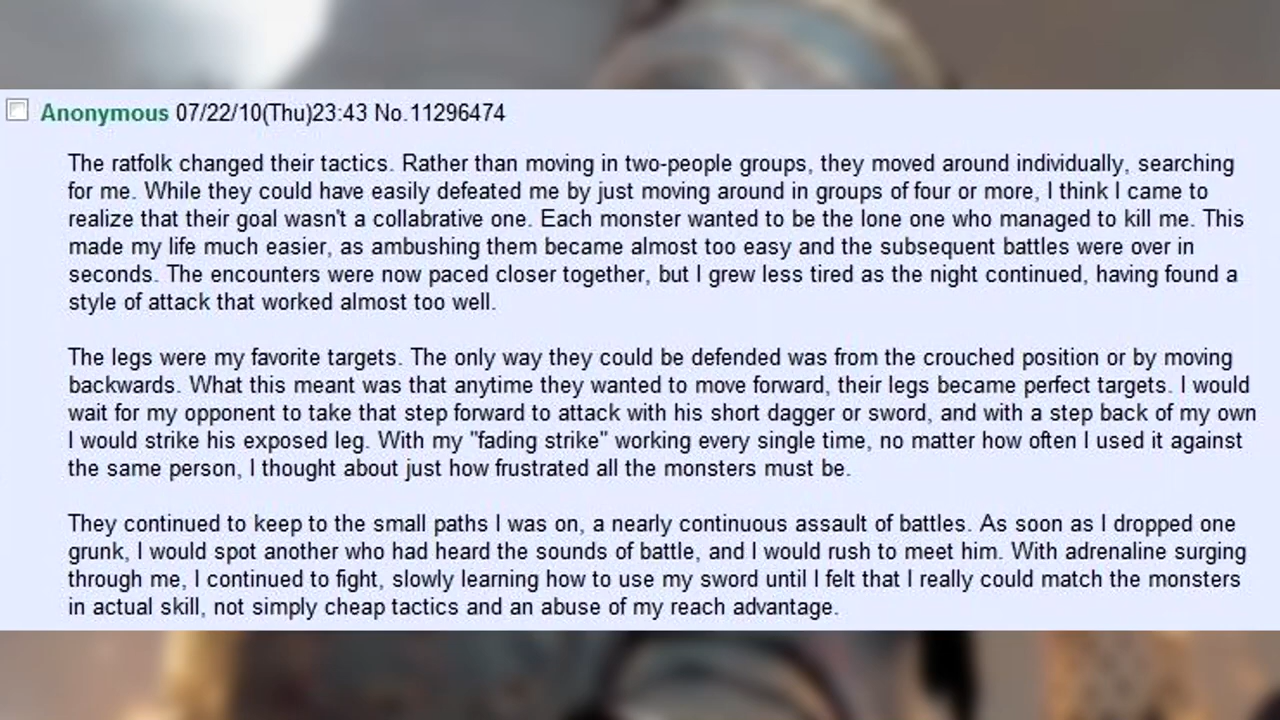 Anonymous 07/22/10(Thu)23:43 No.11296474
The ratfolk changed their tactics. Rather than moving in two-people groups, they moved around individually, searching
for me. While they could have easily defeated me by just moving around in groups of four or more, I think I came to
realize that their goal wasn't a collabrative one. Each monster wanted to be the lone one who managed to kill me. This
made my life much easier, as ambushing them became almost too easy and the subsequent battles were over in
seconds. The encounters were now paced closer together, but I grew less tired as the night continued, having found a
style of attack that worked almost too well.
The legs were my favorite targets. The only way they could be defended was from the crouched position or by moving
backwards. What this meant was that anytime they wanted to move forward, their legs became perfect targets. I would
wait for my opponent to take that step forward to attack with his short dagger or sword, and with a step back of my own
I would strike his exposed leg. With my "fading strike" working every single time, no matter how often I used it against
the same person, I thought about just how frustrated all the monsters must be.
They continued to keep to the small paths I was on, a nearly continuous assault of battles. As soon as I dropped one
grunk, I would spot another who had heard the sounds of battle, and I would rush to meet him. With adrenaline surging
through me, I continued to fight, slowly learning how to use my sword until I felt that I really could match the monsters
in actual skill, not simply cheap tactics and an abuse of my reach advantage.